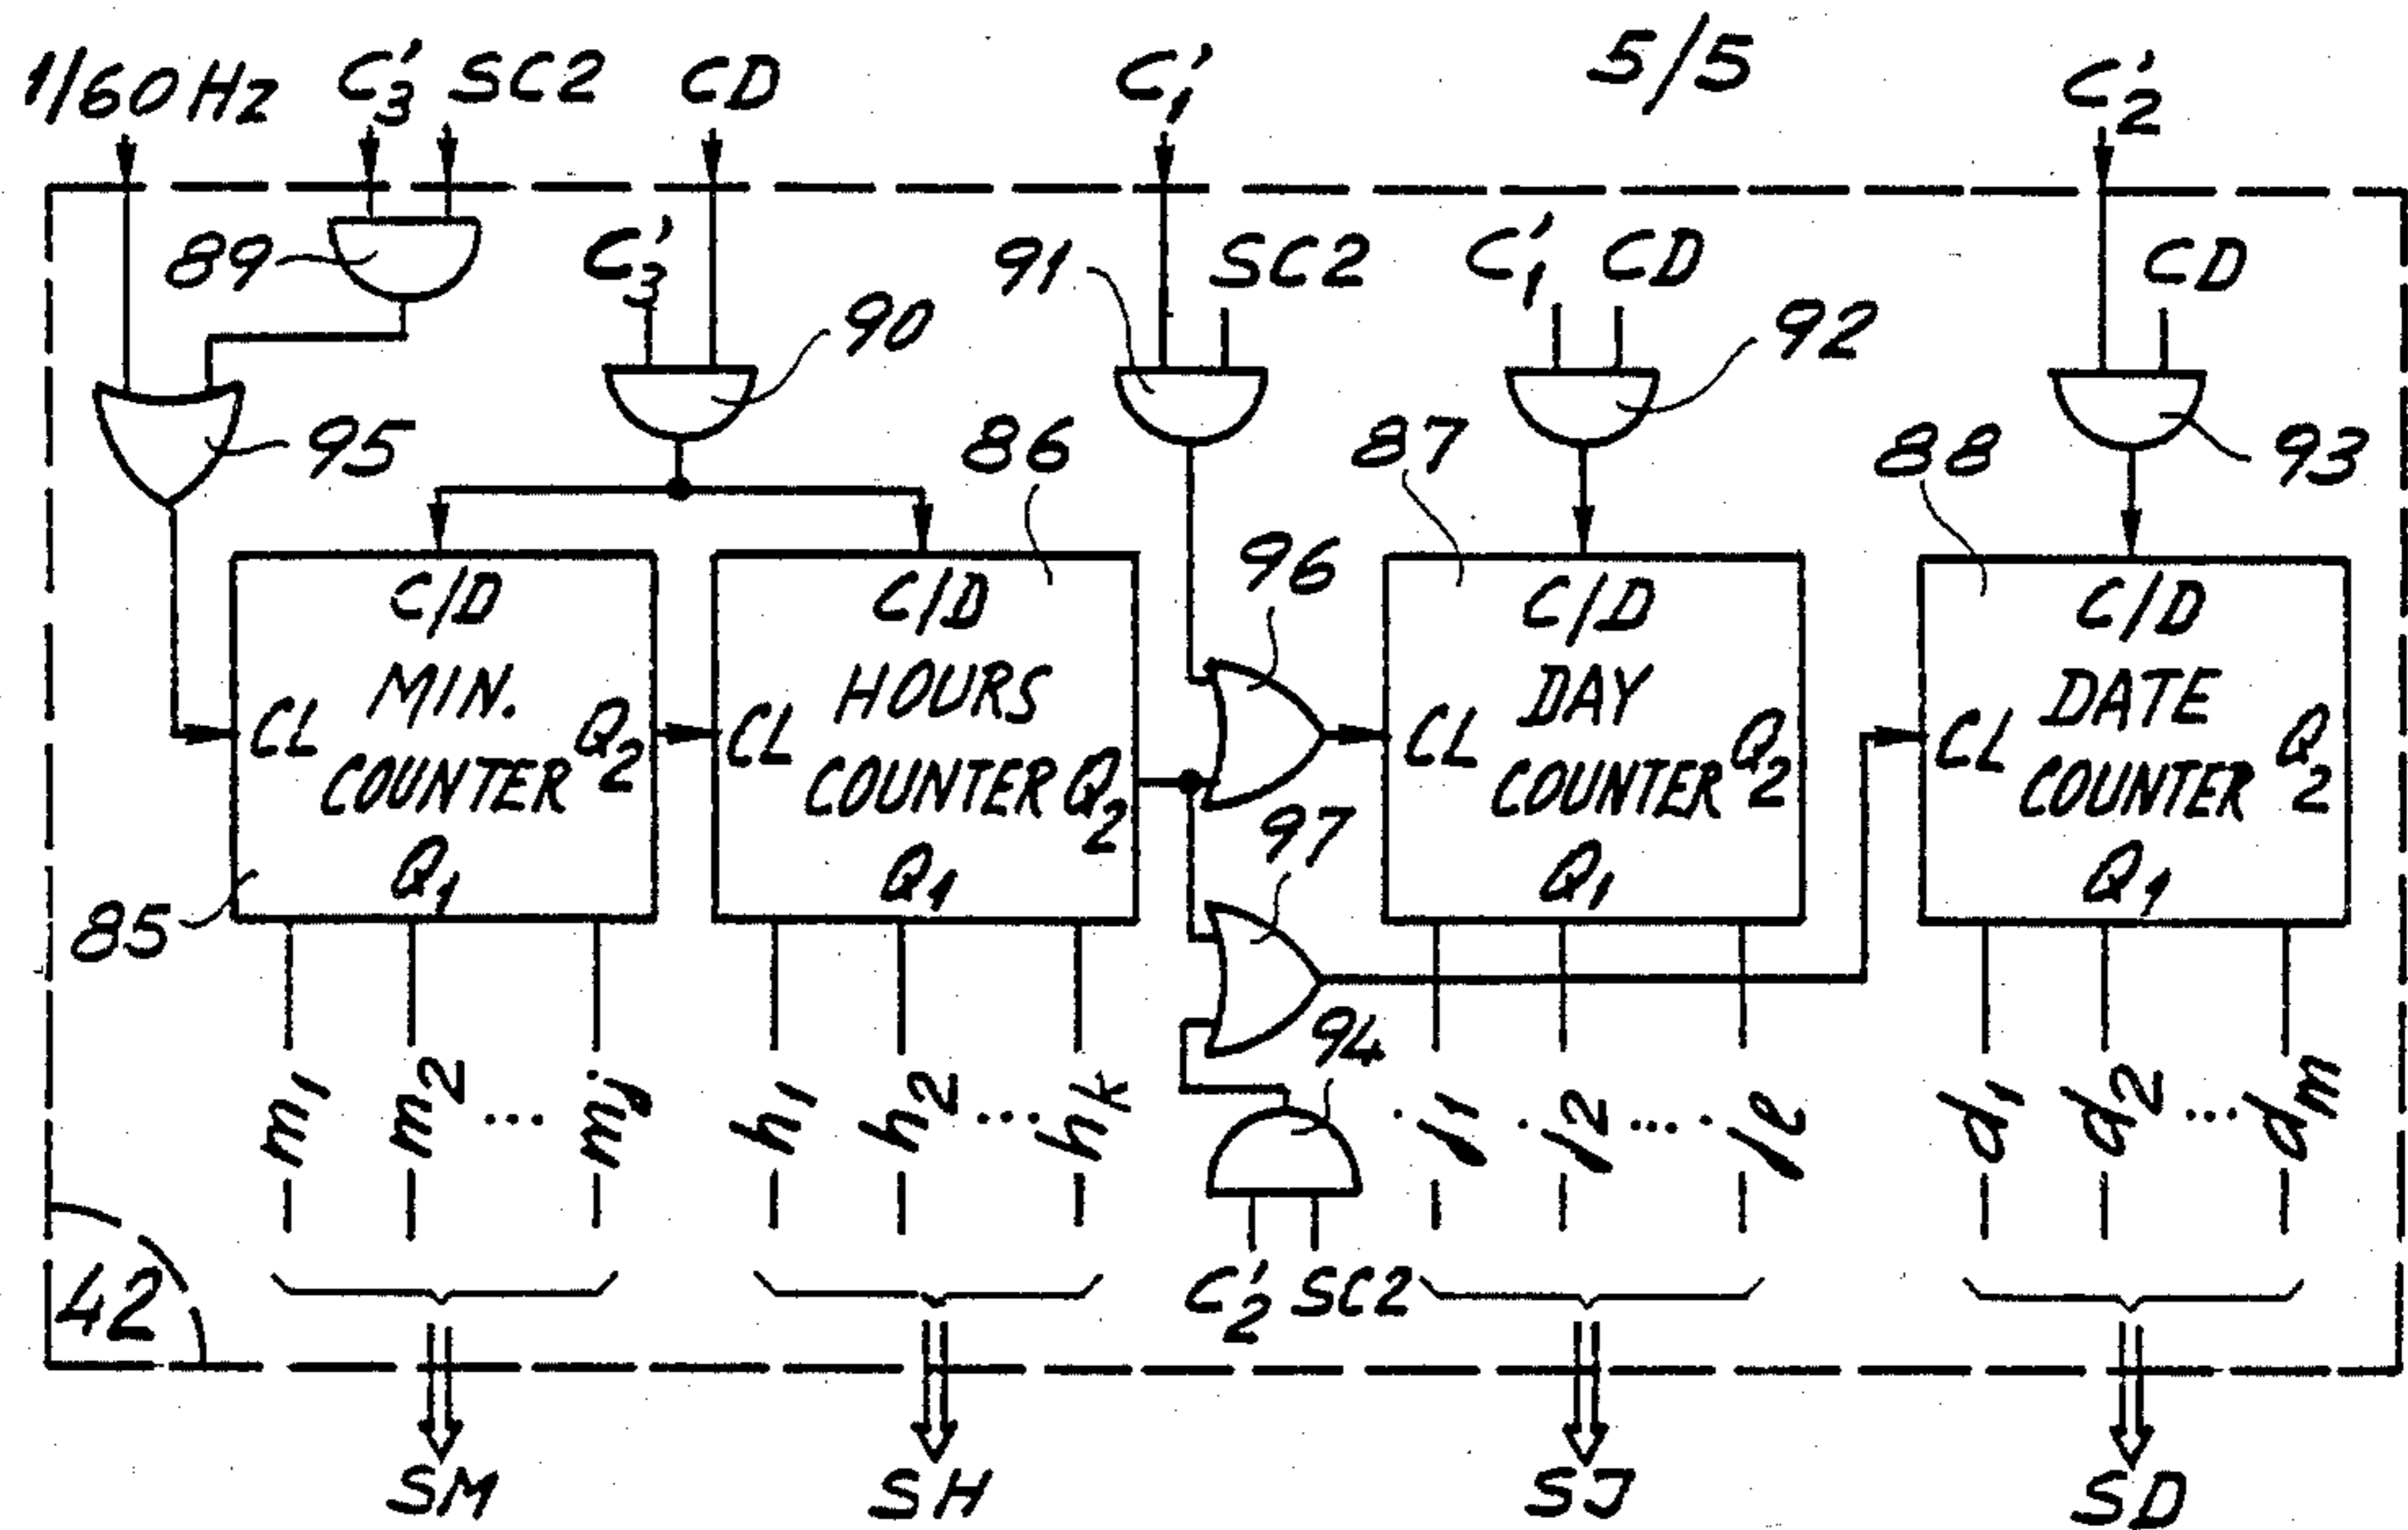 5/5
1/60 Hz C'3 SC2 CD C'1 C'2
89 C'3 91 SC2 C'1 CD CD
90 92
95 86 87 88 93
96
C/D C/D C/D C/D
MIN. HOURS DAY DATE
CL Q2 CL CL Q2 CL Q2
COUNTER COUNTER Q2 COUNTER COUNTER
97
Q1 Q1 Q1 Q1
85
94
m1 m2 ... mj h1 h2 ... hk j1 j2 ... jl d1 d2 ... dm
42 C'2 SC2
SM SH SJ SD